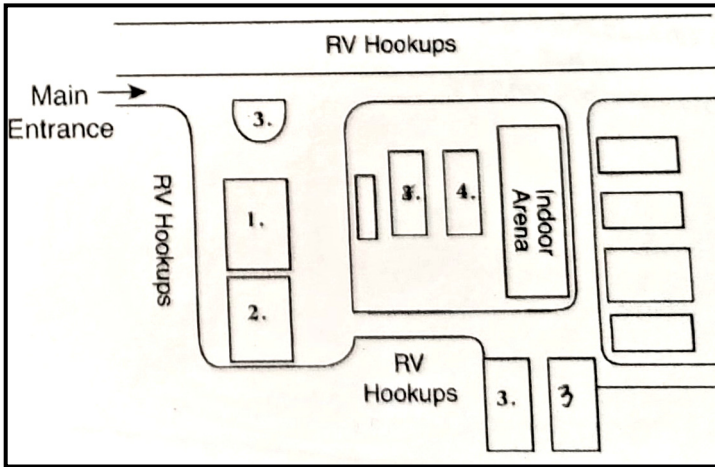 RV Hookups
Main
Entrance
3.
RV Hookups
1.
4.
Indoor
Arena
2.
RV
Hookups
3.
3